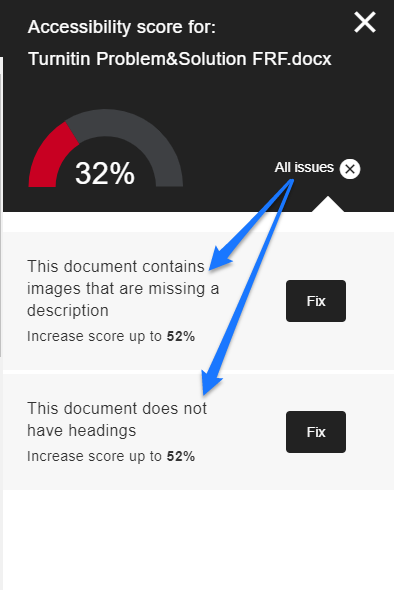 Accessibility score for:
Turnitin Problem&Solution FRF.docx
32%
All issues
This document contains
images that are missing a
description
Increase score up to 52%
Fix
This document does not
have headings
Increase score up to 52%
Fix